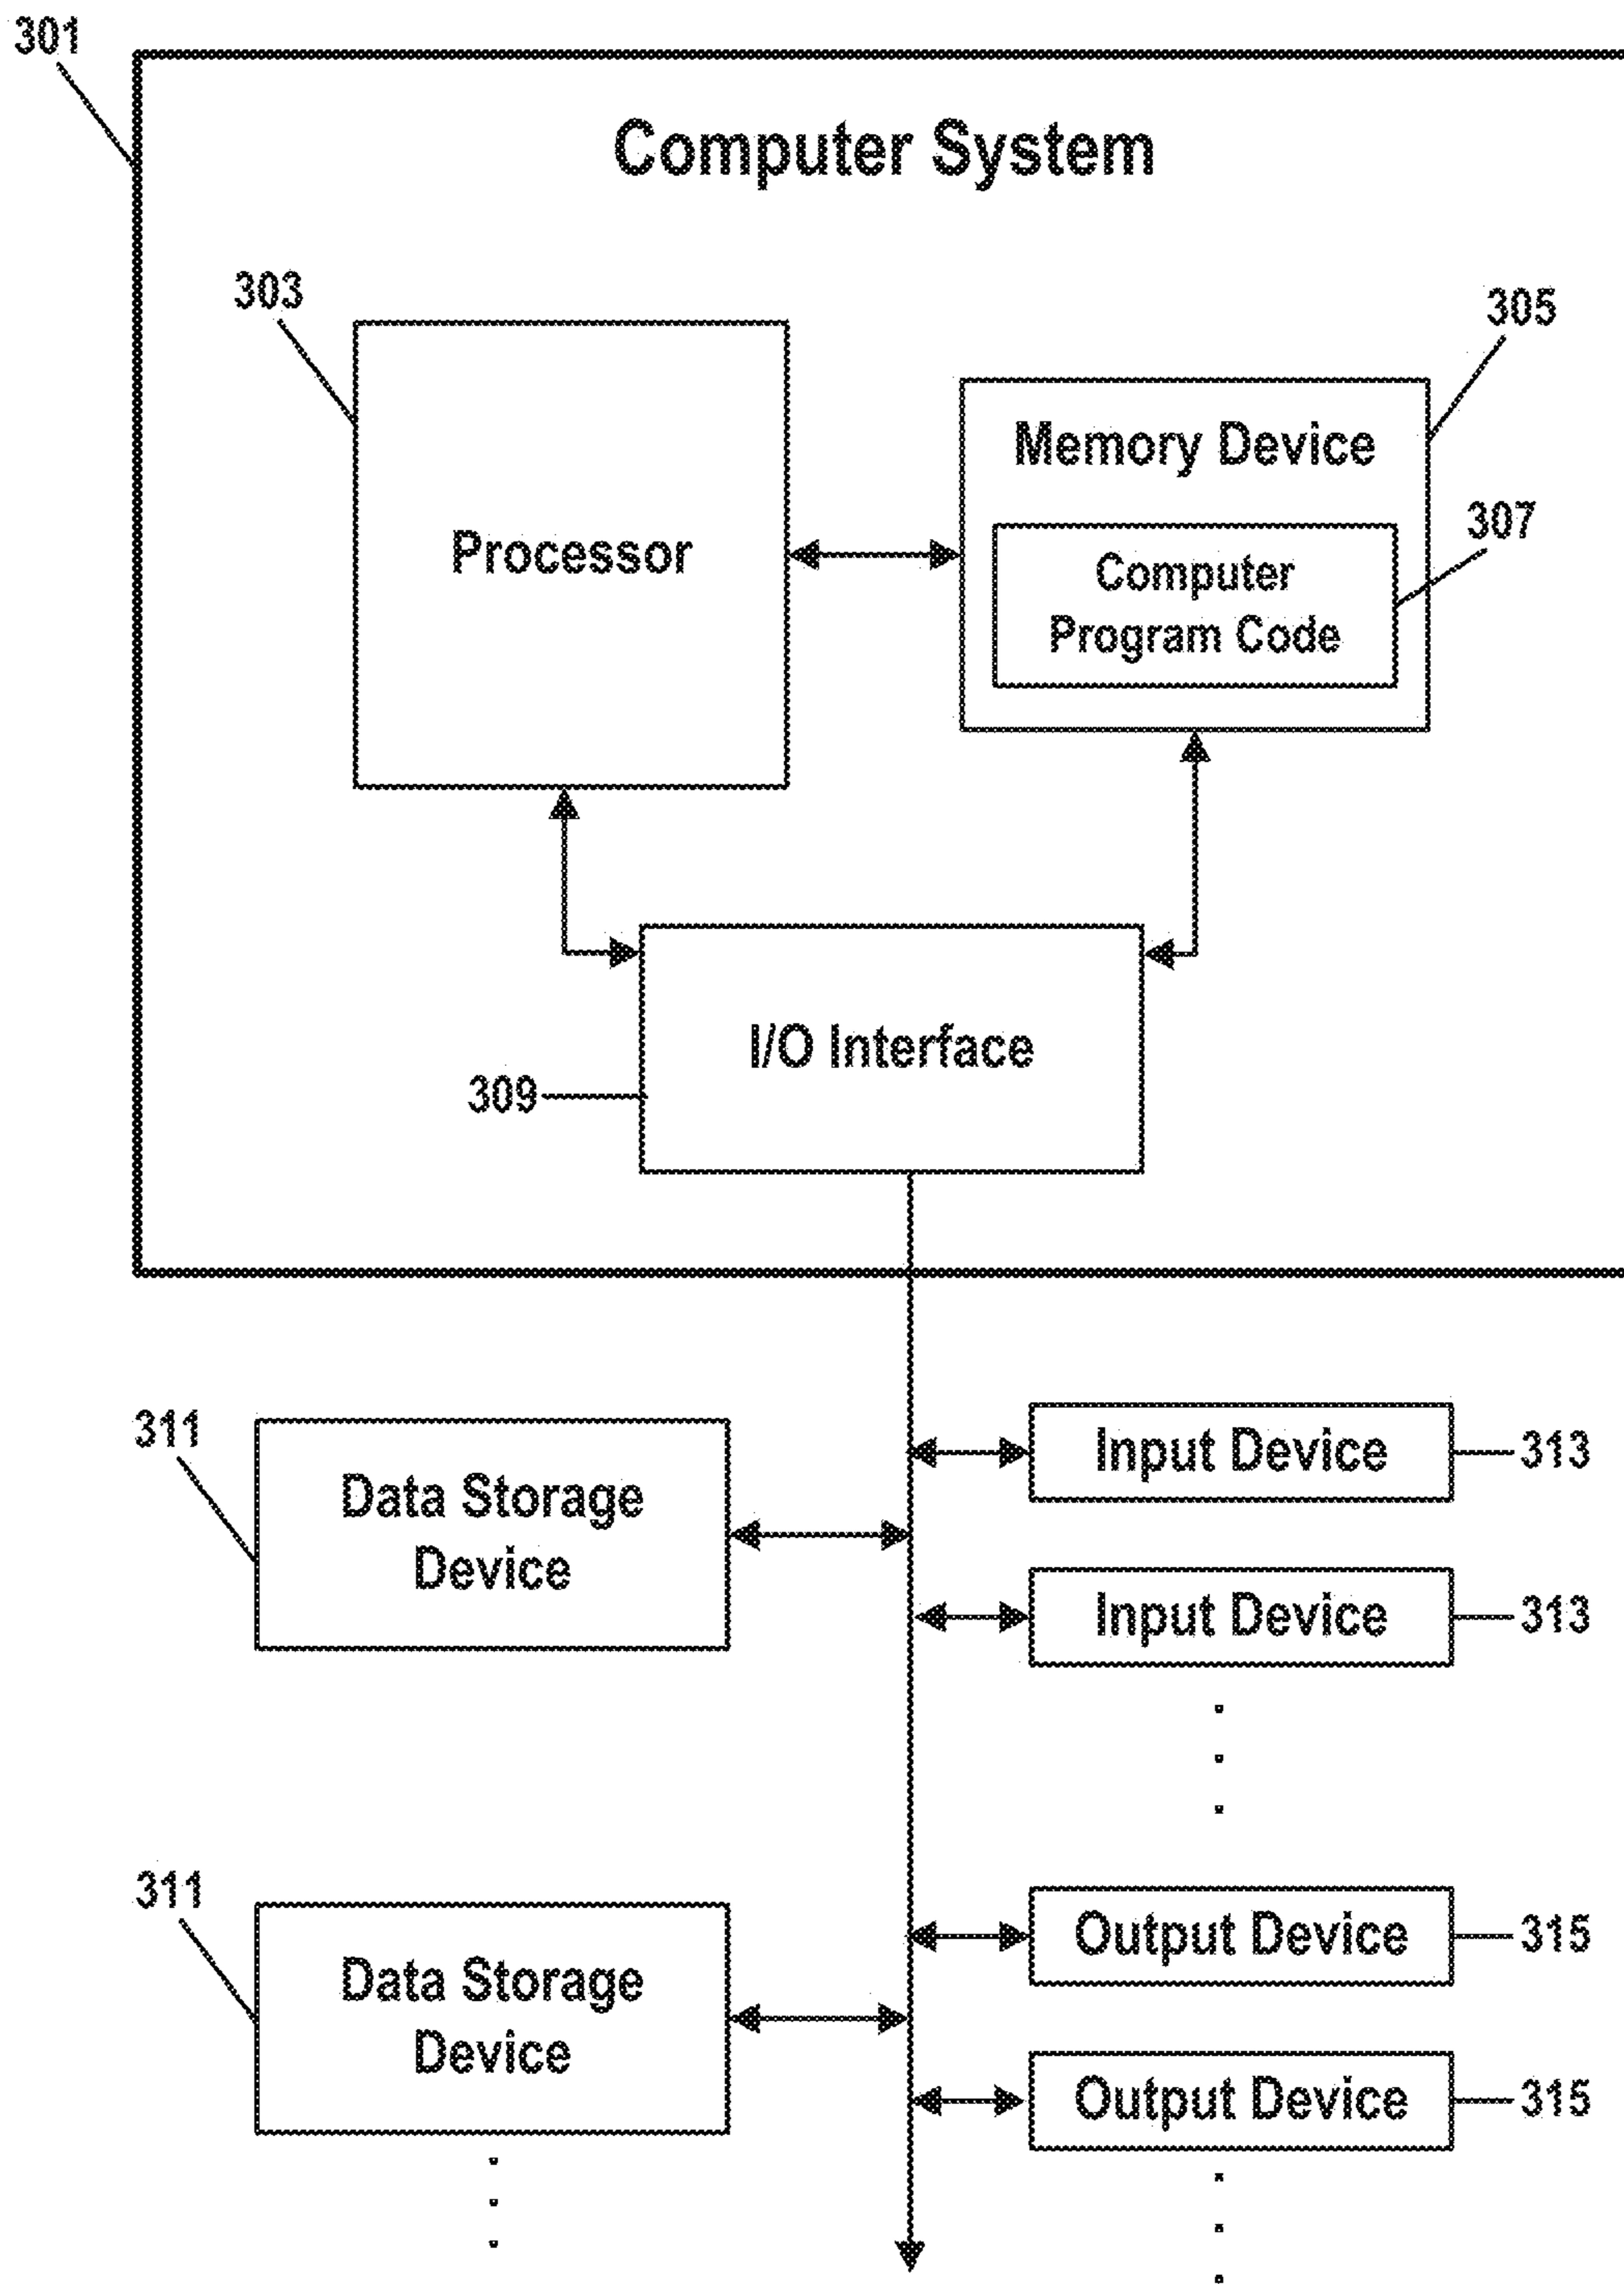 301
Computer System
303
305
Memory Device
307
Processor
Computer
Program Code
I/O Interface
309
311
Data Storage
Device
Input Device
313
Input Device
313
311
Data Storage
Device
Output Device
315
Output Device
315